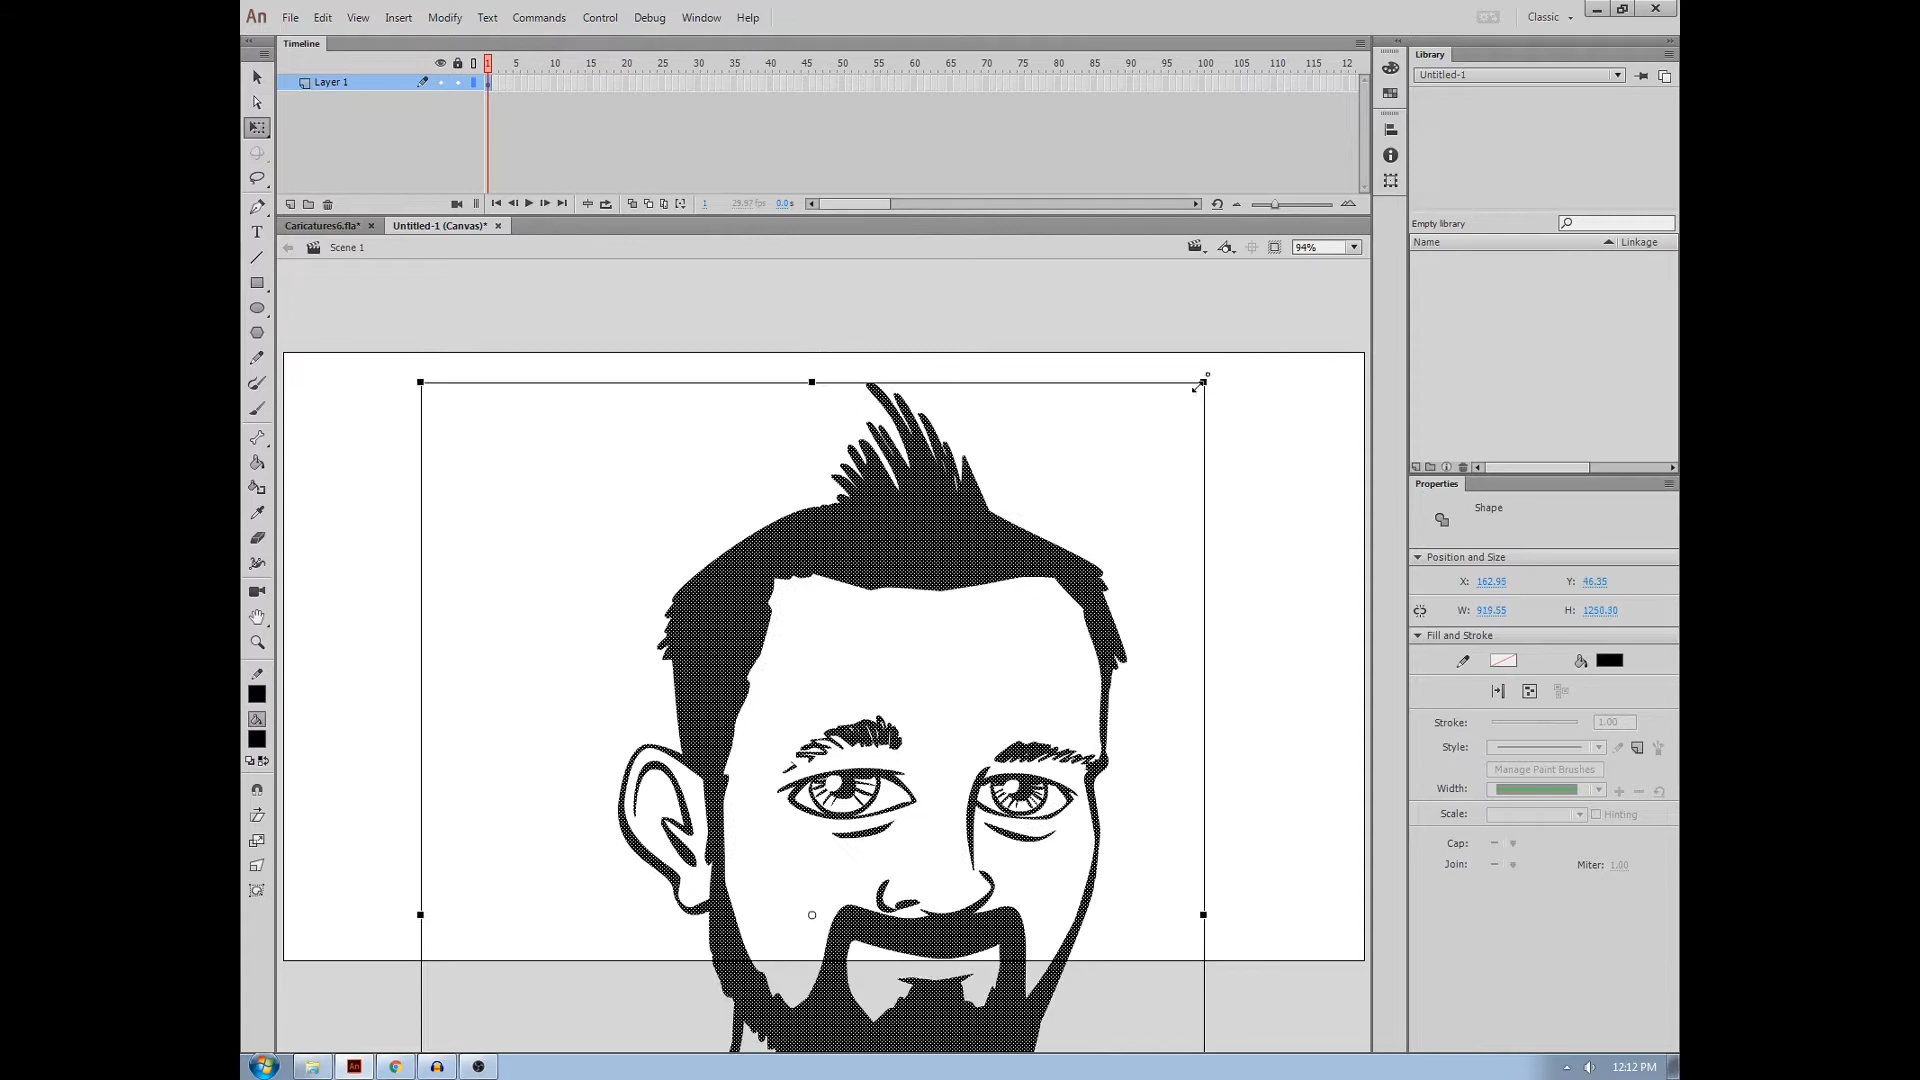 An File Edit View Insert Modify Text Commands Control Debug Window Help Classic
Timeline
1 5 10 15 20 25 30 35 40 45 50 55 60 65 70 75 80 85 90 95 100 105 110 115 12
Layer 1
1 29.97 fps 0.0 s
Caricatures6.fla* × Untitled-1 (Canvas)* ×
Scene 1 94%
Library
Untitled-1
Empty library
Name Linkage
Properties
Shape
Position and Size
X: 162.95 Y: 46.35
W: 919.55 H: 1250.30
Fill and Stroke
Stroke: 1.00
Style:
Manage Paint Brushes
Width:
Scale: Hinting
Cap:
Join: Miter: 1.00
An 12:12 PM